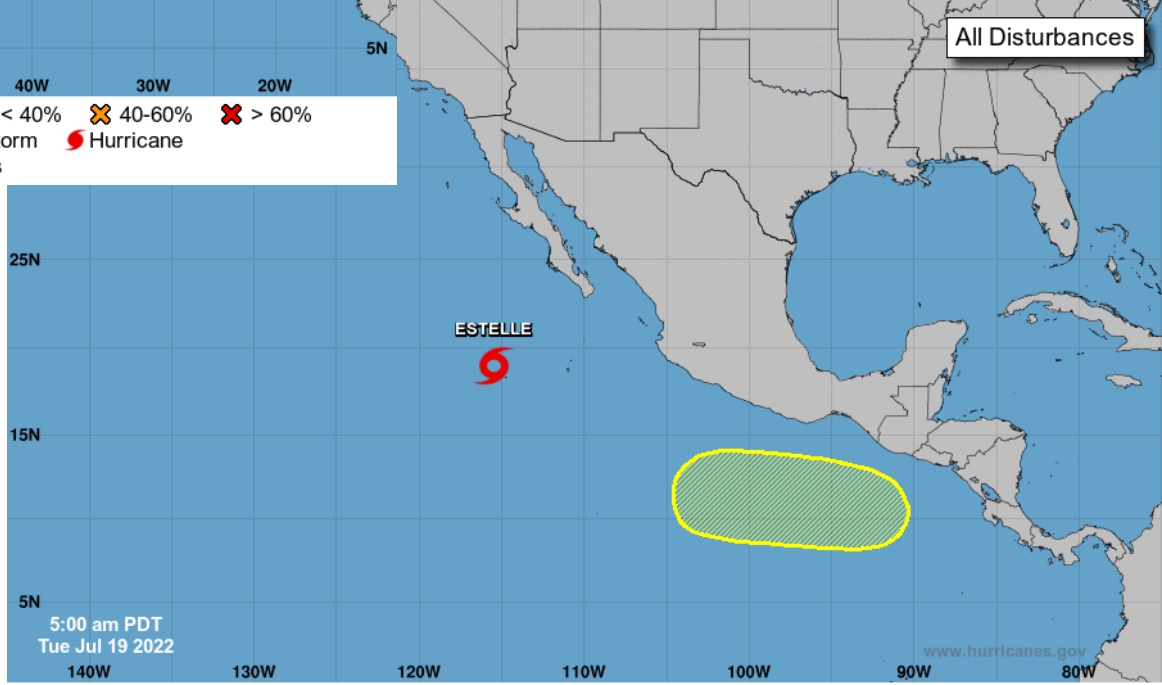 All Disturbances
5N
40W 30W 20W
< 40% 40-60% > 60%
orm Hurricane
s
25N
ESTELLE
15N
5N
5:00 am PDT
Tue Jul 19 2022
www.hurricanes.gov
140W 130W 120W 110W 100W 90W 80W